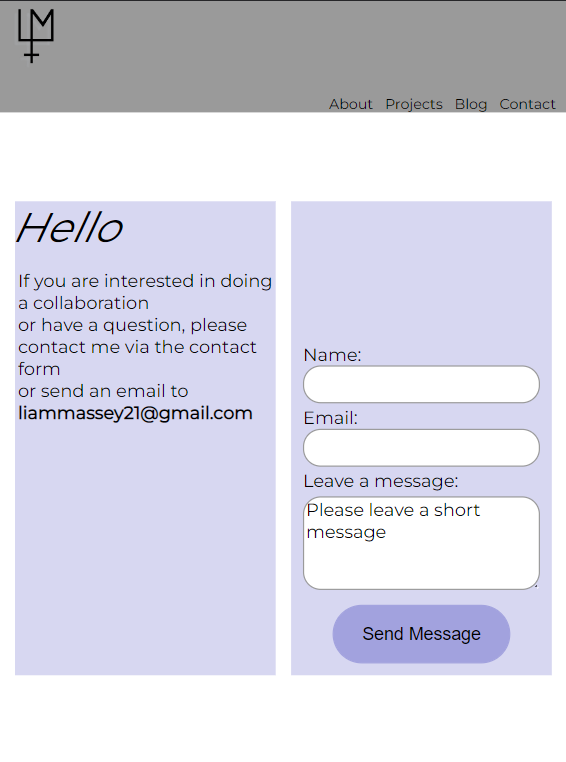 LM
About Projects Blog Contact
Hello
If you are interested in doing
a collaboration
or have a question, please
contact me via the contact
form
or send an email to
liammassey21@gmail.com
Name:
Email:
Leave a message:
Please leave a short
message
Send Message